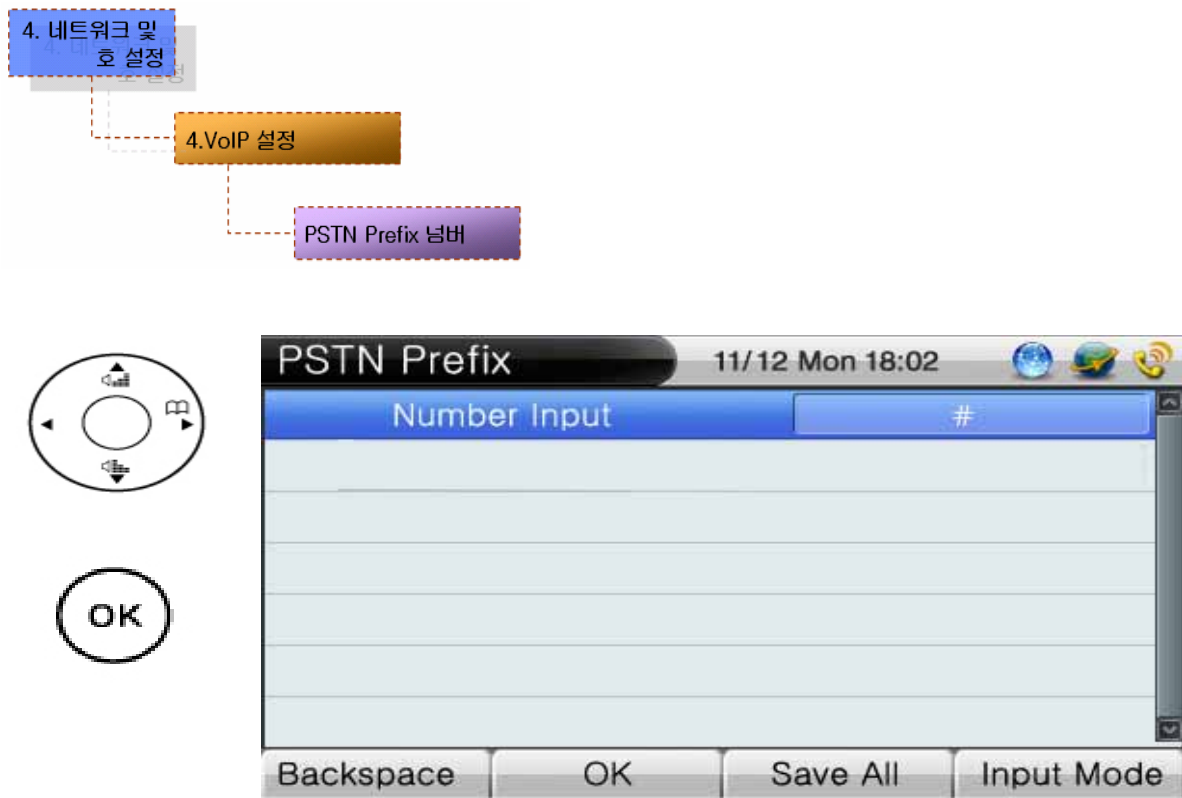 4. 네트워크 및
호 설정
4.VoIP 설정
PSTN Prefix 넘버
PSTN Prefix 11/12 Mon 18:02
Number Input #
OK
Backspace OK Save All Input Mode